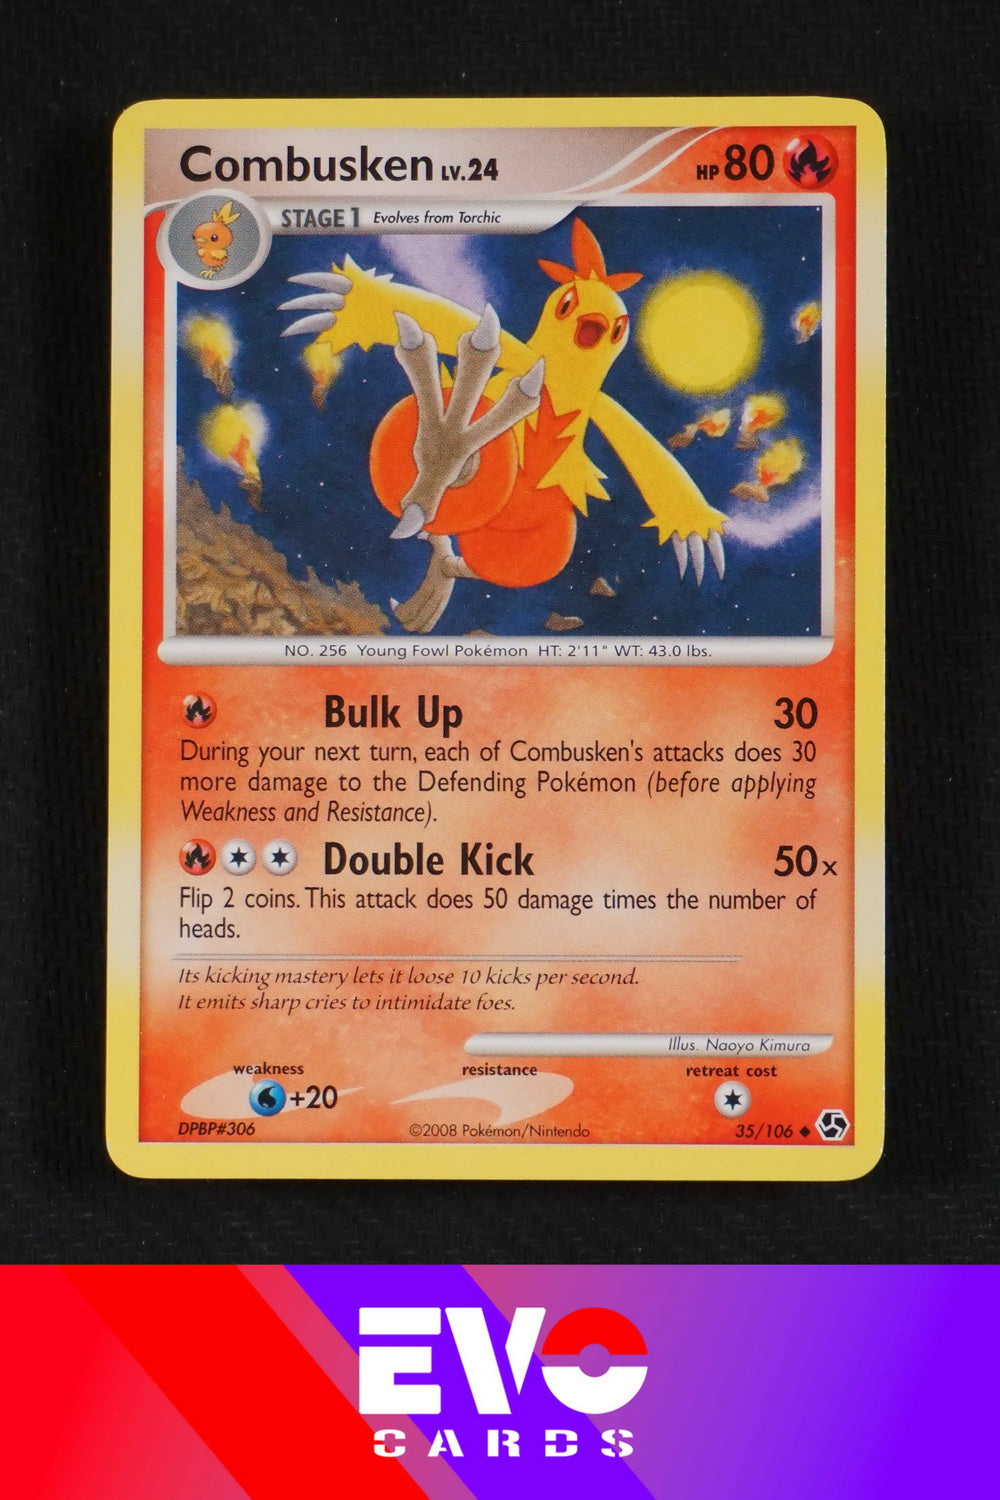 Combusken LV.24
HP 80
STAGE 1 Evolves from Torchic
NO. 256 Young Fowl Pokémon HT: 2'11" WT: 43.0 lbs.
Bulk Up 30
During your next turn, each of Combusken's attacks does 30
more damage to the Defending Pokémon (before applying
Weakness and Resistance).
Double Kick 50x
Flip 2 coins. This attack does 50 damage times the number of
heads.
Its kicking mastery lets it loose 10 kicks per second.
It emits sharp cries to intimidate foes.
Illus. Naoyo Kimura
weakness resistance retreat cost
+20
DPBP#306 ©2008 Pokémon/Nintendo 35/106
EVO
CARDS